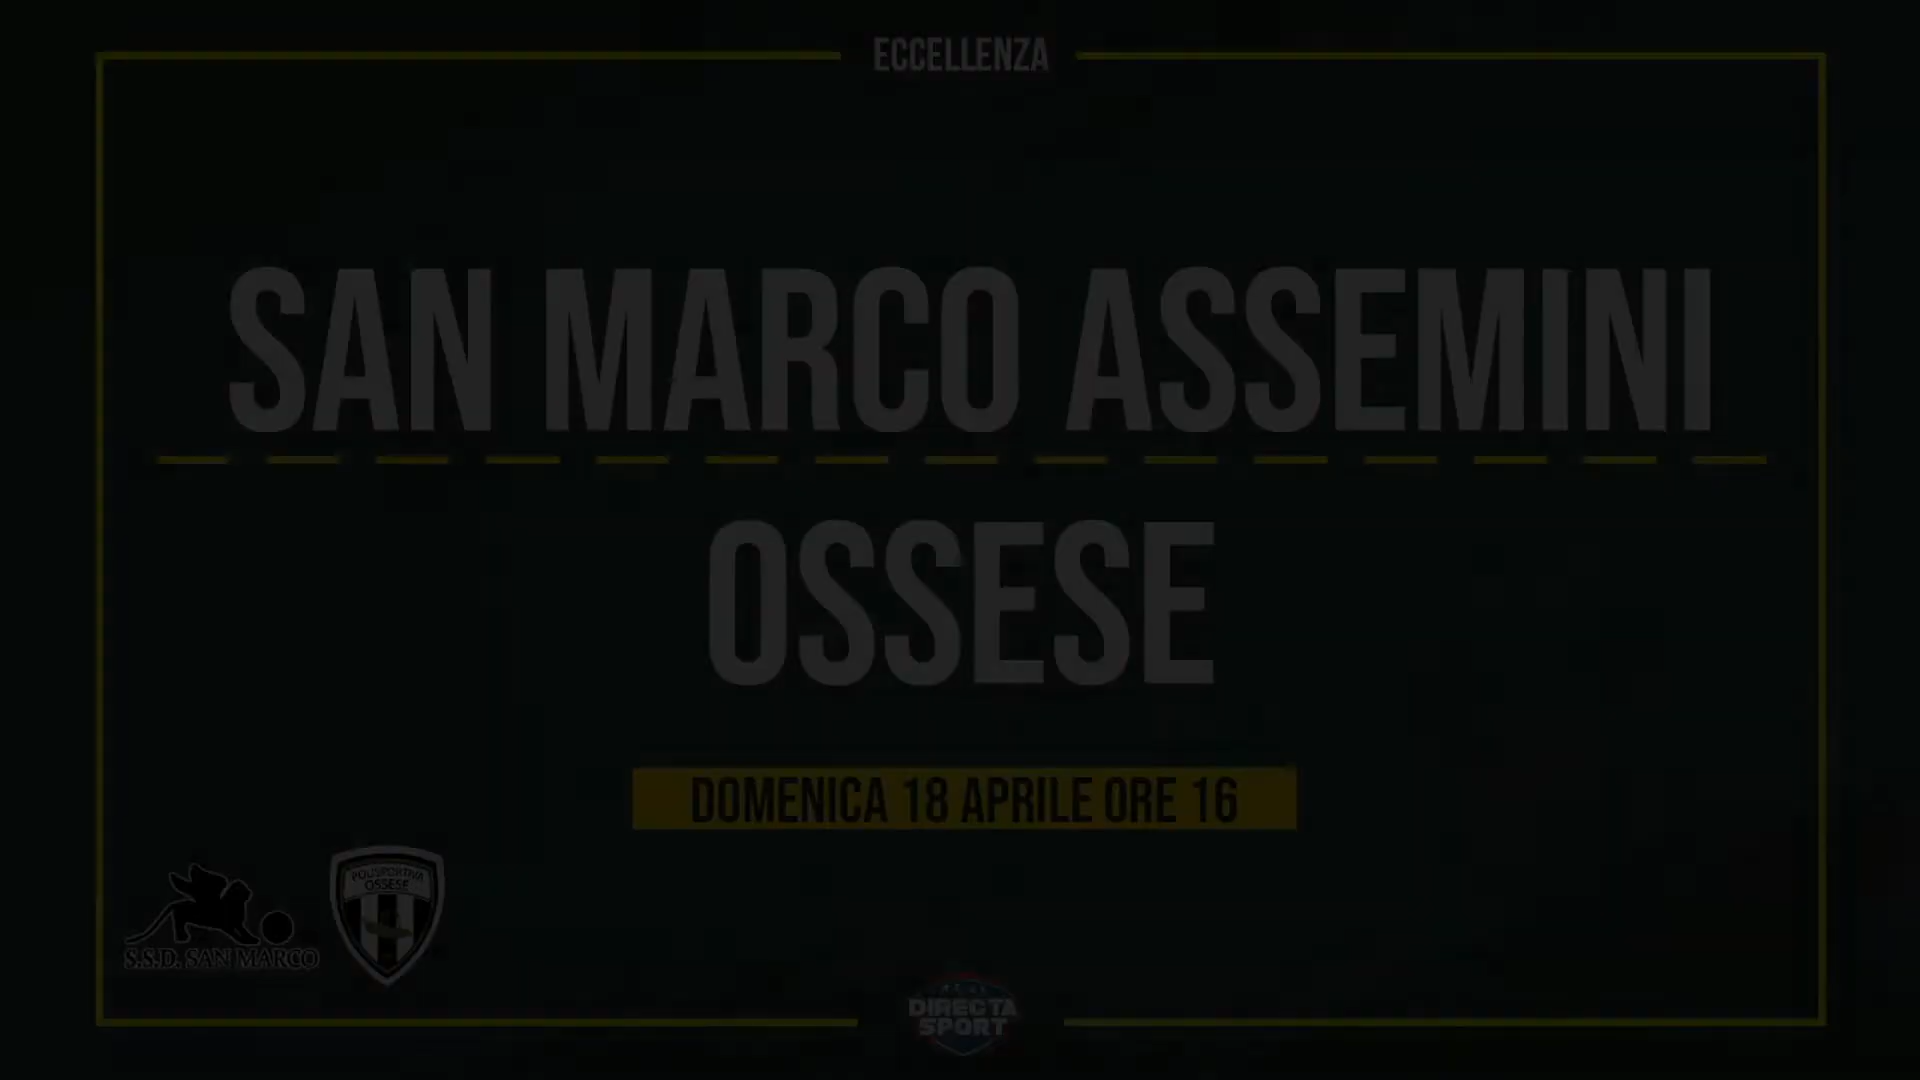 ECCELLENZA
SAN MARCO ASSEMINI
OSSESE
DOMENICA 18 APRILE ORE 16
POLISPORTIVA
OSSESE
S.S.D. SAN MARCO
DIRECTA
SPORT